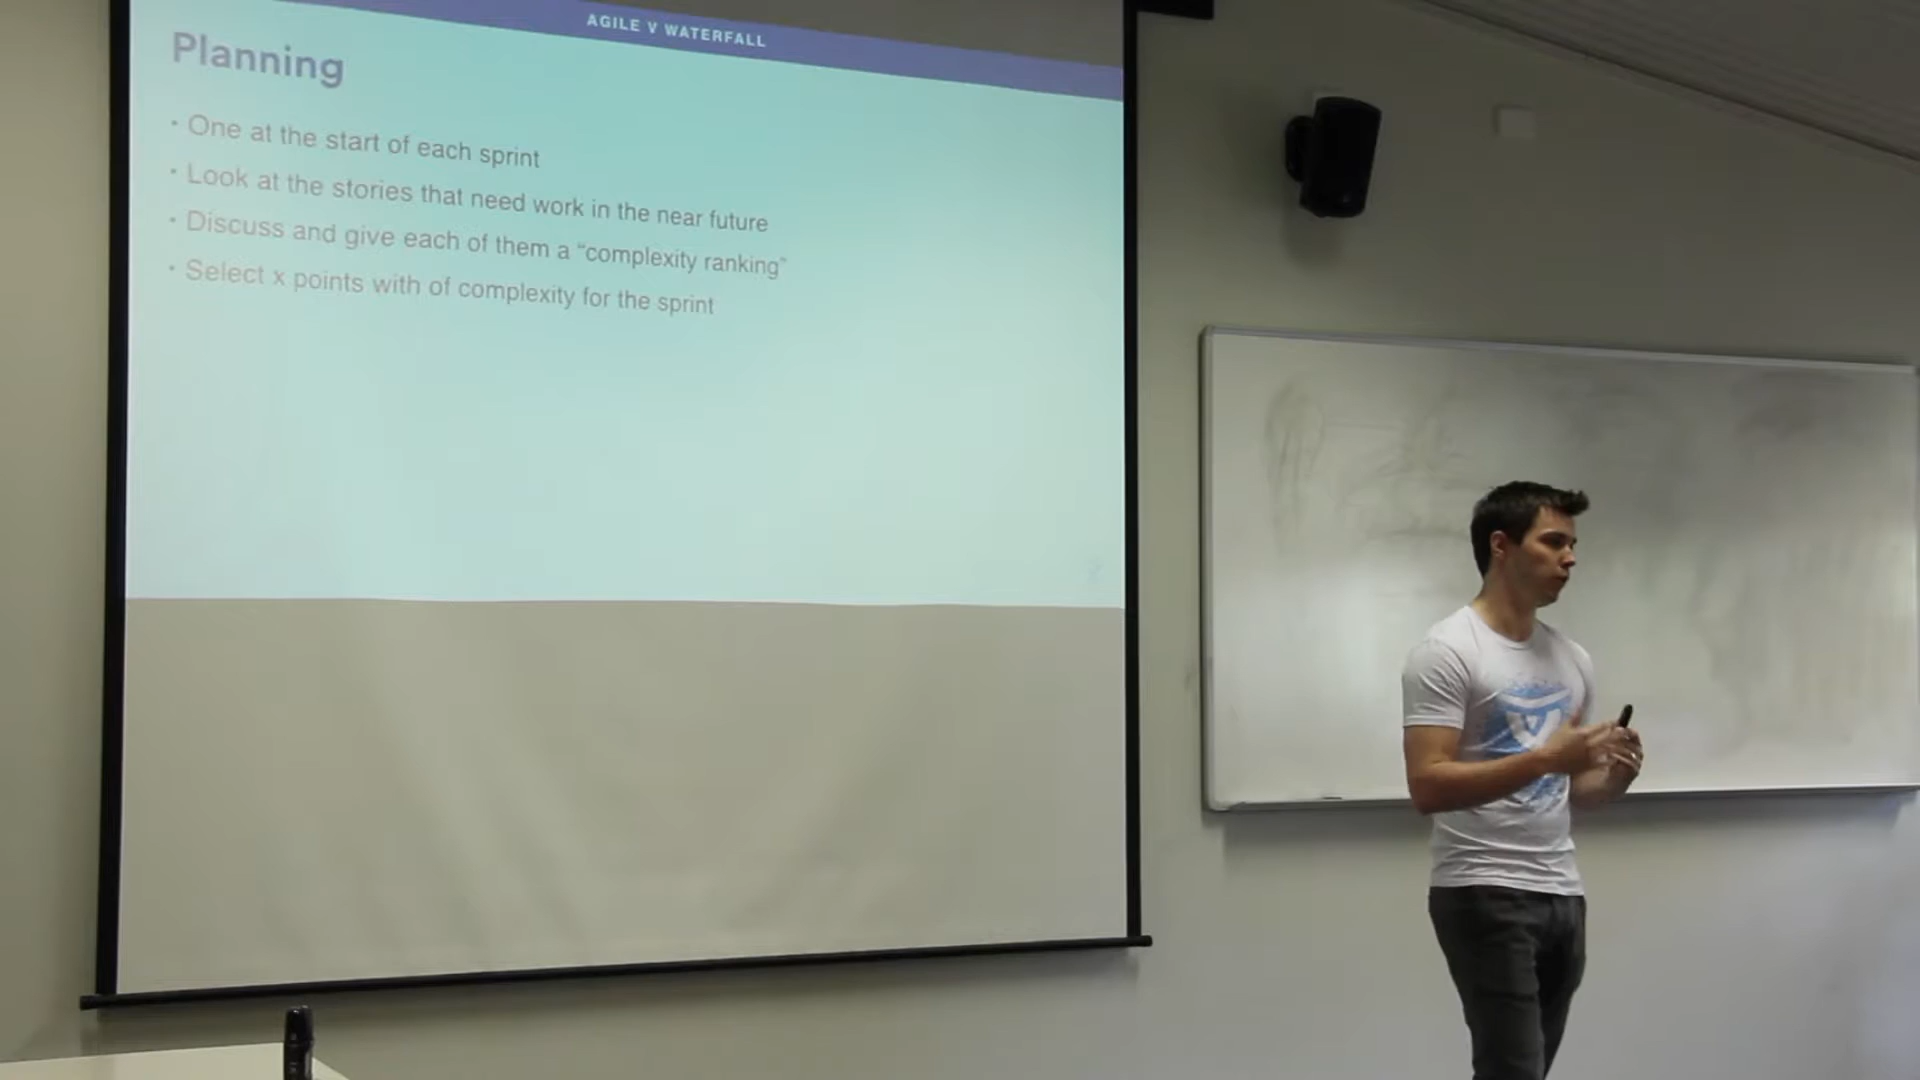 AGILE V WATERFALL
Planning
• One at the start of each sprint
• Look at the stories that need work in the near future
• Discuss and give each of them a “complexity ranking”
• Select x points with of complexity for the sprint